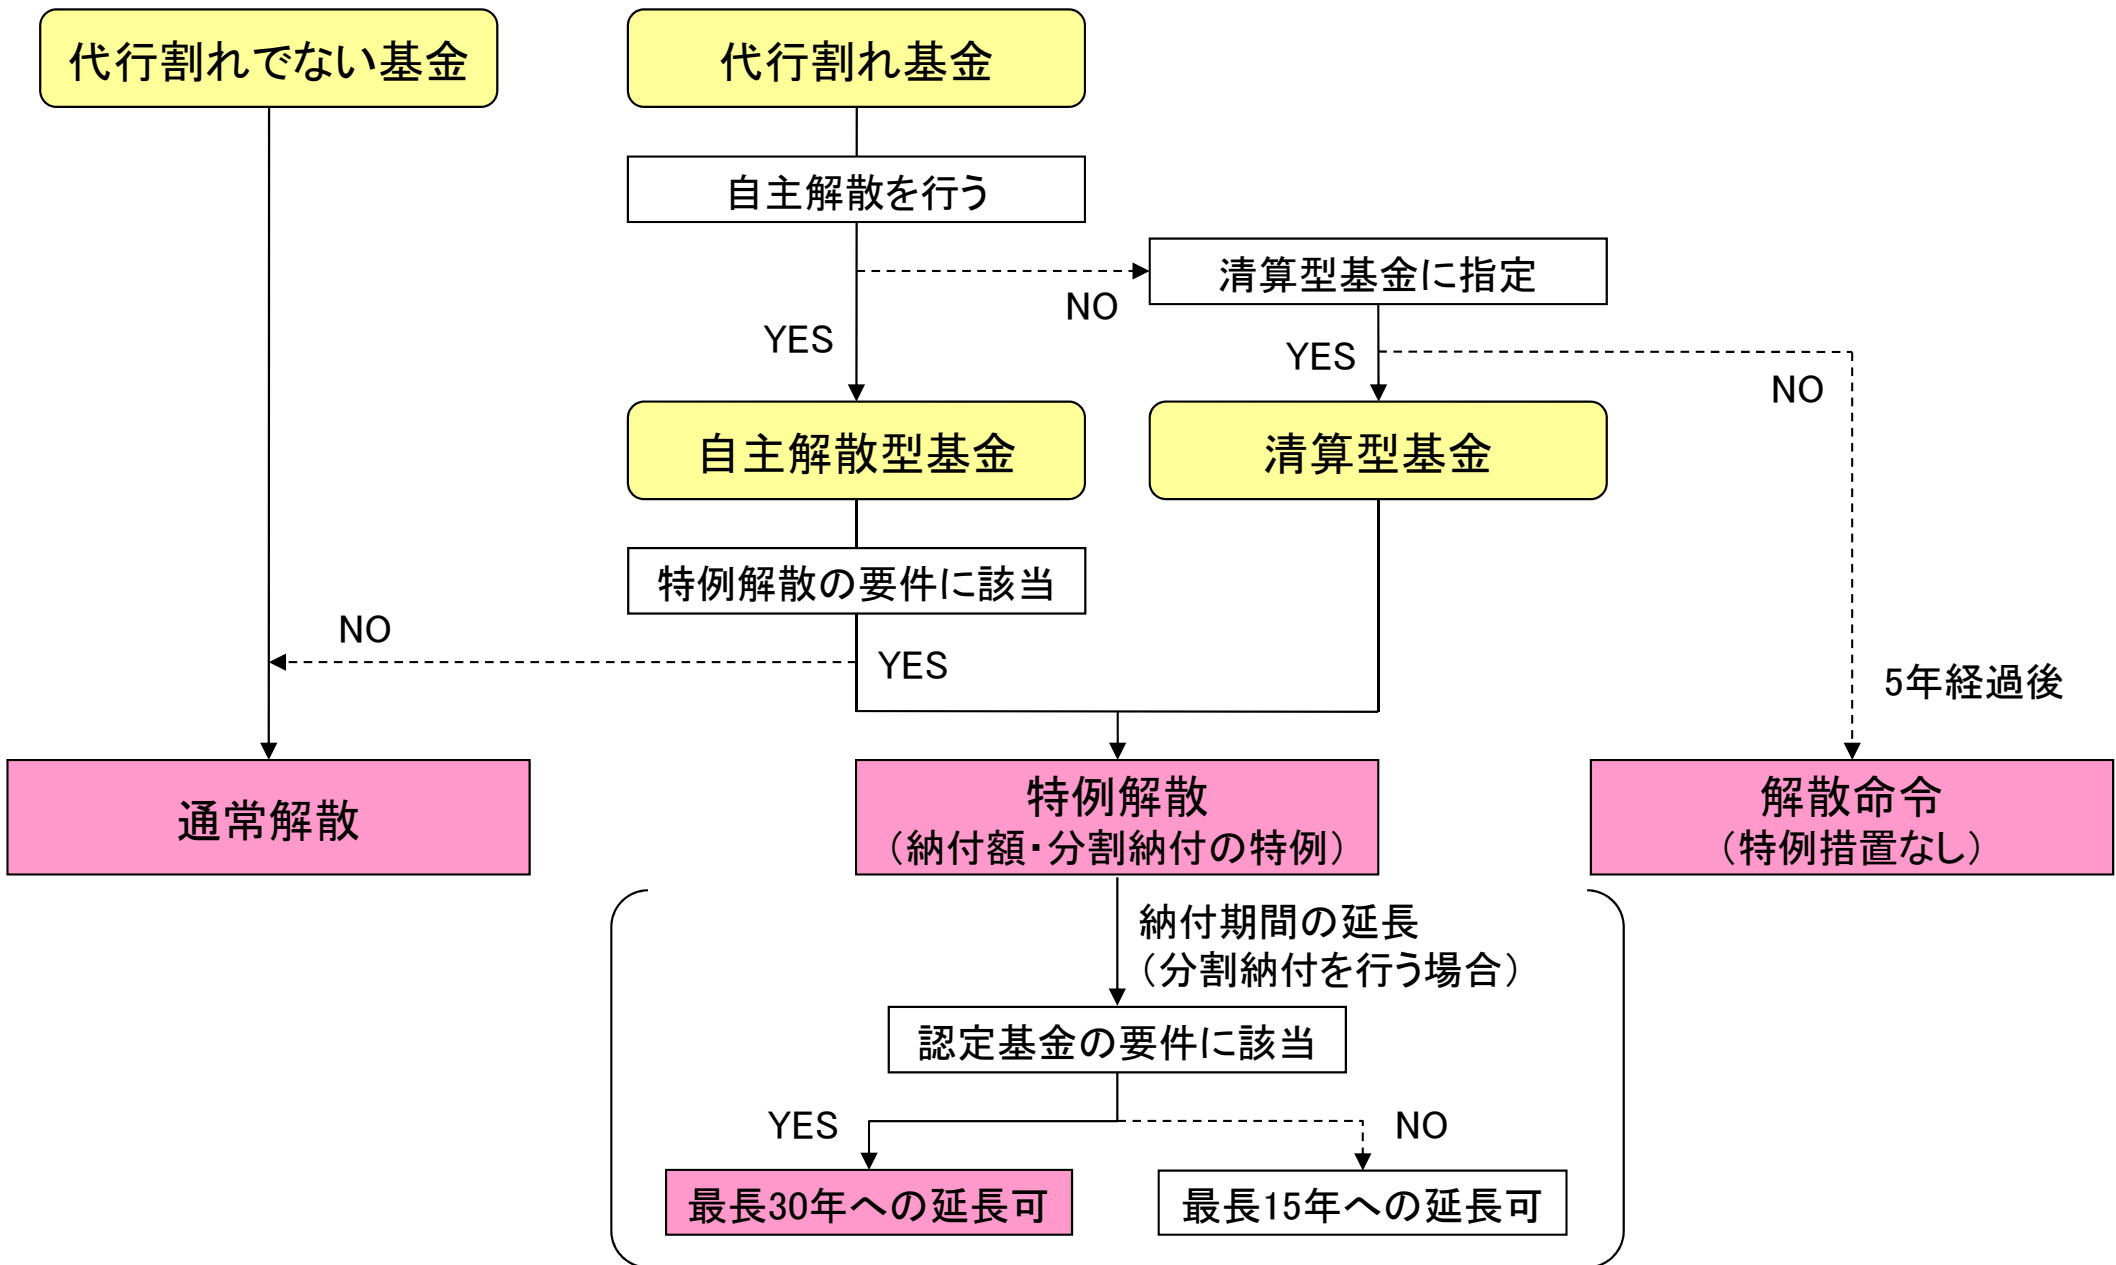 代行割れでない基金
代行割れ基金
自主解散を行う
清算型基金に指定
NO
YES
YES
NO
自主解散型基金
清算型基金
特例解散の要件に該当
NO
YES
5年経過後
通常解散
特例解散
（納付額・分割納付の特例）
解散命令
（特例措置なし）
納付期間の延長
（分割納付を行う場合）
認定基金の要件に該当
YES
NO
最長30年への延長可
最長15年への延長可